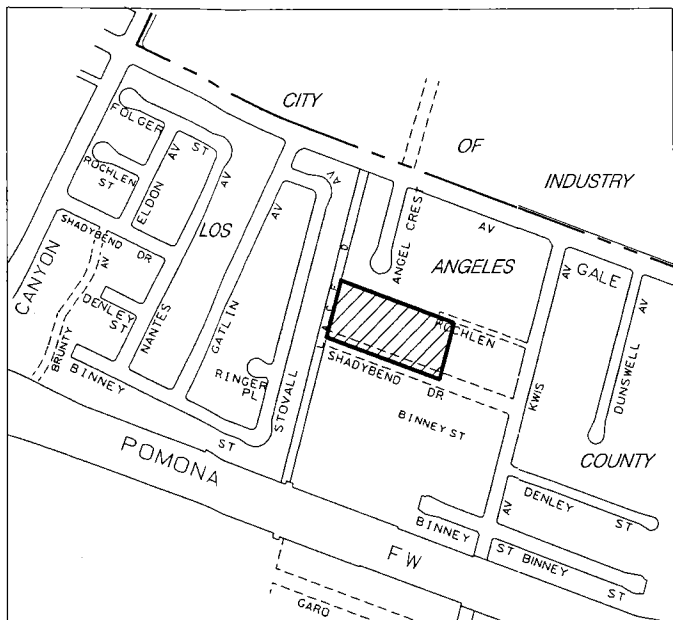 CITY
OF
INDUSTRY
FOLGER
ST
AV
ROCHLEN
ST
ELDON
AV
AV
AV
LOS
ANGEL CREST
AV
ANGELES
AV
GALE
AV
SHADYBEND
DR
AV
CANYON
DENLEY
ST
BRUNTY
NANTES
GATLIN
ROCHLEN
SHADYBEND
DR
RINGER
PL
STOVALL
BINNEY
ST
BINNEY ST
KWIS
DUNSWELL
COUNTY
POMONA
FW
DENLEY
ST
AV
BINNEY
ST BINNEY
ST
GARO